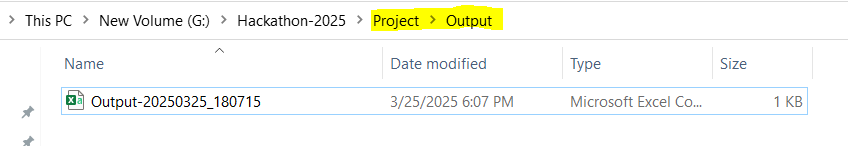 This PC > New Volume (G:) > Hackathon-2025 > Project > Output
Name Date modified Type Size
Output-20250325_180715 3/25/2025 6:07 PM Microsoft Excel Co... 1 KB